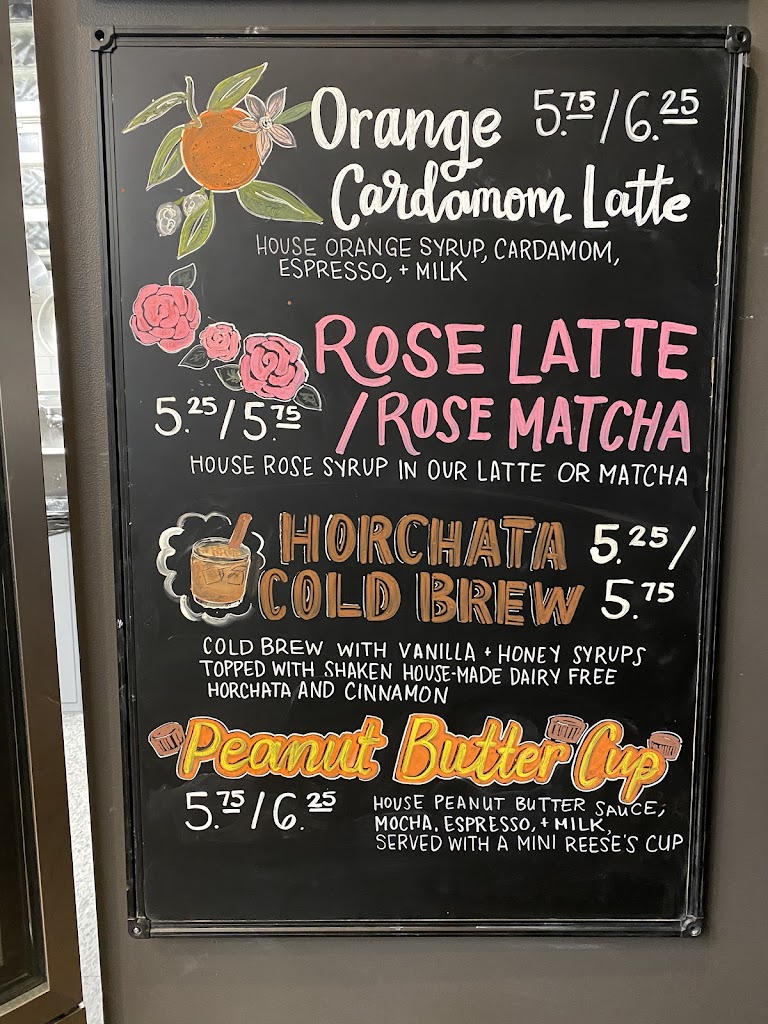 Orange 5.75/6.25
Cardamom Latte
HOUSE ORANGE SYRUP, CARDAMOM,
ESPRESSO, + MILK
ROSE LATTE
5.25/5.75 /ROSE MATCHA
HOUSE ROSE SYRUP IN OUR LATTE OR MATCHA
HORCHATA 5.25/
COLD BREW 5.75
COLD BREW WITH VANILLA + HONEY SYRUPS
TOPPED WITH SHAKEN HOUSE-MADE DAIRY FREE
HORCHATA AND CINNAMON
Peanut Butter Cup
5.75/6.25 HOUSE PEANUT BUTTER SAUCE,
MOCHA, ESPRESSO, + MILK,
SERVED WITH A MINI REESE'S CUP